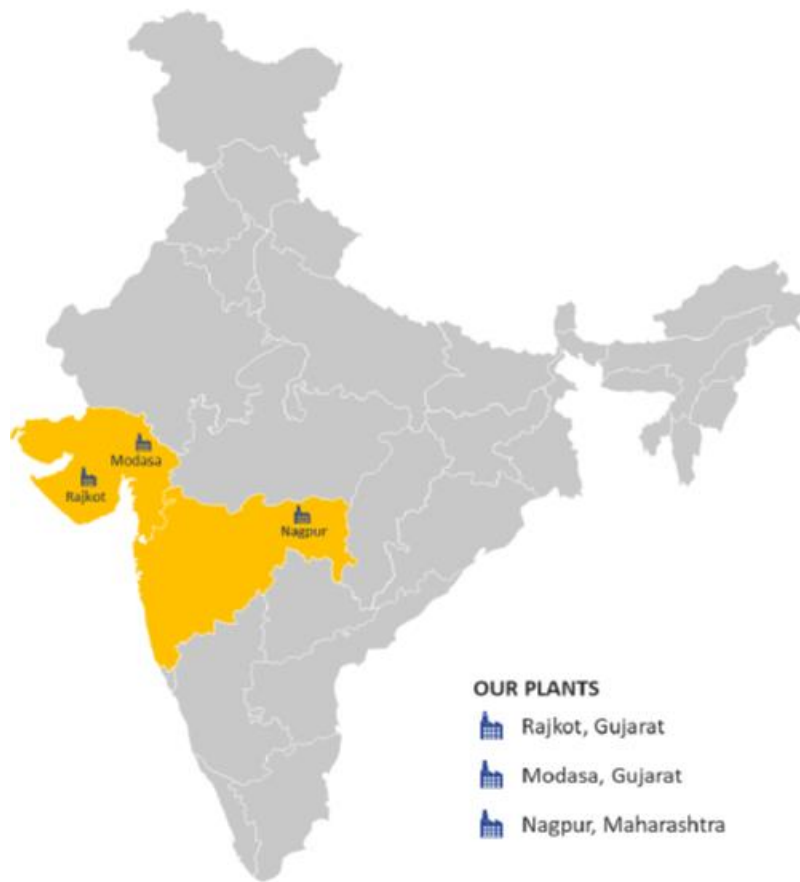 Modasa
Rajkot
Nagpur
OUR PLANTS
Rajkot, Gujarat
Modasa, Gujarat
Nagpur, Maharashtra